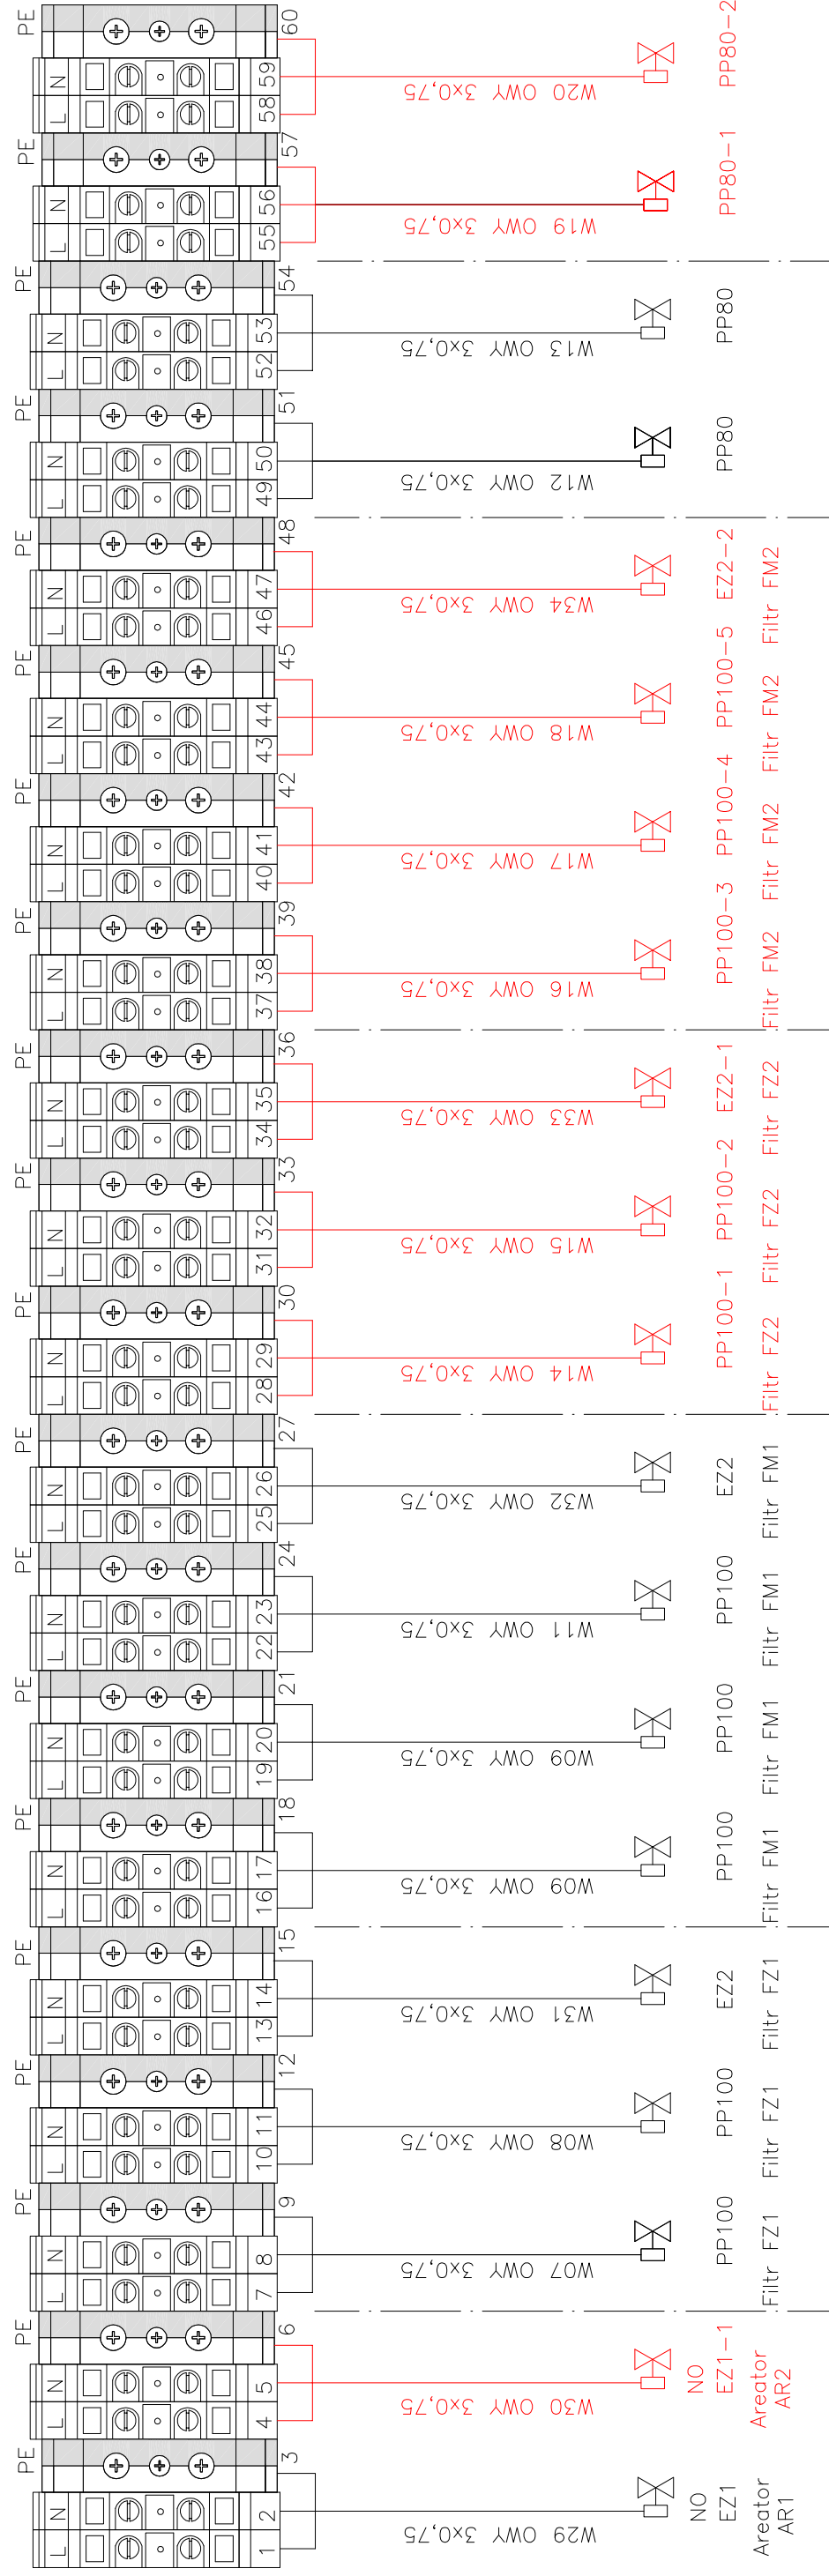 L N PE
1 2 3
W29 OWY 3x0,75
NO
EZ1
Areator
AR1
L N PE
4 5 6
W30 OWY 3x0,75
NO
EZ1-1
Areator
AR2
L N PE
7 8 9
W07 OWY 3x0,75
PP100
Filtr FZ1
L N PE
10 11 12
W08 OWY 3x0,75
PP100
Filtr FZ1
L N PE
13 14 15
W31 OWY 3x0,75
EZ2
Filtr FZ1
L N PE
16 17 18
W09 OWY 3x0,75
PP100
Filtr FM1
L N PE
19 20 21
W09 OWY 3x0,75
PP100
Filtr FM1
L N PE
22 23 24
W11 OWY 3x0,75
PP100
Filtr FM1
L N PE
25 26 27
W32 OWY 3x0,75
EZ2
Filtr FM1
L N PE
28 29 30
W14 OWY 3x0,75
PP100-1
Filtr FZ2
L N PE
31 32 33
W15 OWY 3x0,75
PP100-2
Filtr FZ2
L N PE
34 35 36
W33 OWY 3x0,75
EZ2-1
Filtr FZ2
L N PE
37 38 39
W16 OWY 3x0,75
PP100-3
Filtr FM2
L N PE
40 41 42
W17 OWY 3x0,75
PP100-4
Filtr FM2
L N PE
43 44 45
W18 OWY 3x0,75
PP100-5
Filtr FM2
L N PE
46 47 48
W34 OWY 3x0,75
EZ2-2
Filtr FM2
L N PE
49 50 51
W12 OWY 3x0,75
PP80
L N PE
52 53 54
W13 OWY 3x0,75
PP80
L N PE
55 56 57
W19 OWY 3x0,75
PP80-1
L N PE
58 59 60
W20 OWY 3x0,75
PP80-2